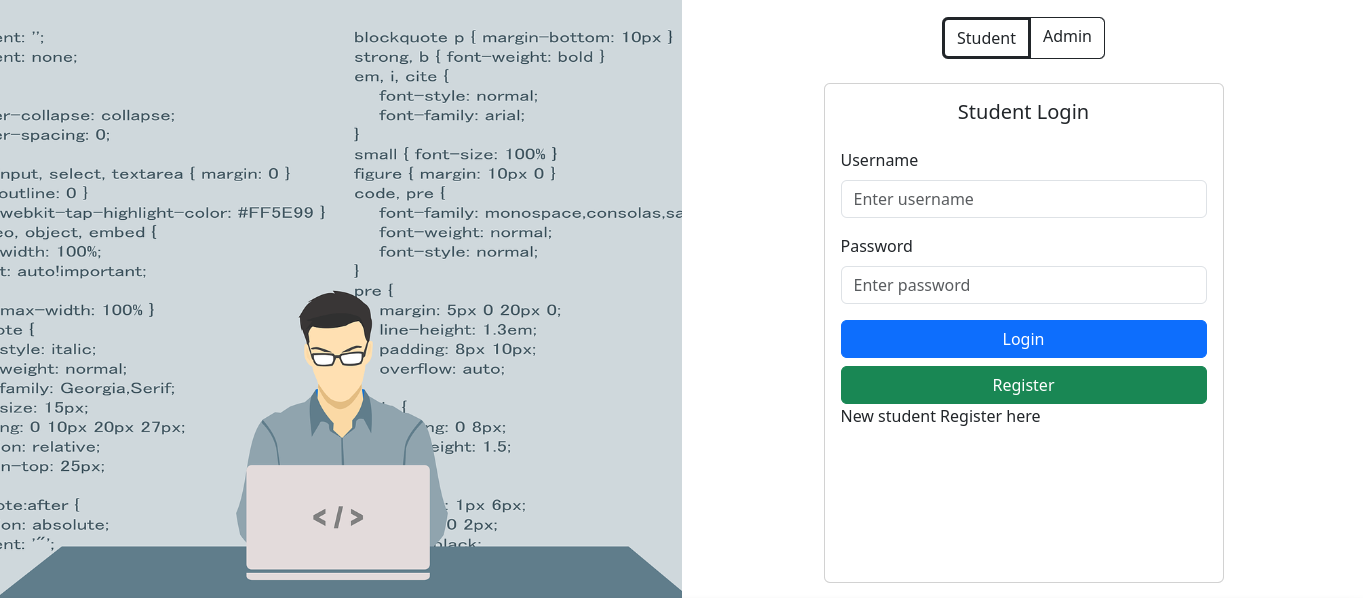 ent: '';
ent: none;
er-collapse: collapse;
er-spacing: 0;
nput, select, textarea { margin: 0 }
outline: 0 }
webkit-tap-highlight-color: #FF5E99 }
eo, object, embed {
width: 100%;
t: auto!important;
max-width: 100% }
ote {
style: italic;
weight: normal;
family: Georgia,Serif;
size: 15px;
ng: 0 10px 20px 27px;
on: relative;
n-top: 25px;
ote:after {
on: absolute;
ent: '"';
blockquote p { margin-bottom: 10px }
strong, b { font-weight: bold }
em, i, cite {
font-style: normal;
font-family: arial;
}
small { font-size: 100% }
figure { margin: 10px 0 }
code, pre {
font-family: monospace,consolas,sa
font-weight: normal;
font-style: normal;
}
pre {
margin: 5px 0 20px 0;
line-height: 1.3em;
padding: 8px 10px;
overflow: auto;
{
ng: 0 8px;
eight: 1.5;
: 1px 6px;
0 2px;
black;
</>
Student Admin
Student Login
Username
Enter username
Password
Enter password
Login
Register
New student Register here